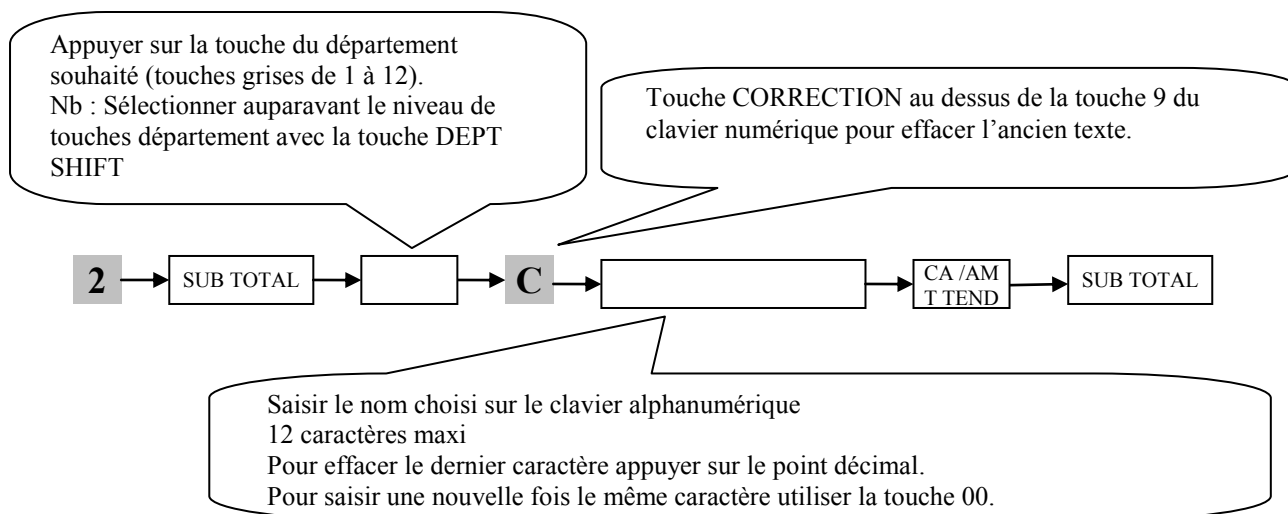 Appuyer sur la touche du département
souhaité (touches grises de 1 à 12).
Nb : Sélectionner auparavant le niveau de
touches département avec la touche DEPT
SHIFT
Touche CORRECTION au dessus de la touche 9 du
clavier numérique pour effacer l’ancien texte.
2
SUB TOTAL
C
CA /AM
T TEND
SUB TOTAL
Saisir le nom choisi sur le clavier alphanumérique
12 caractères maxi
Pour effacer le dernier caractère appuyer sur le point décimal.
Pour saisir une nouvelle fois le même caractère utiliser la touche 00.